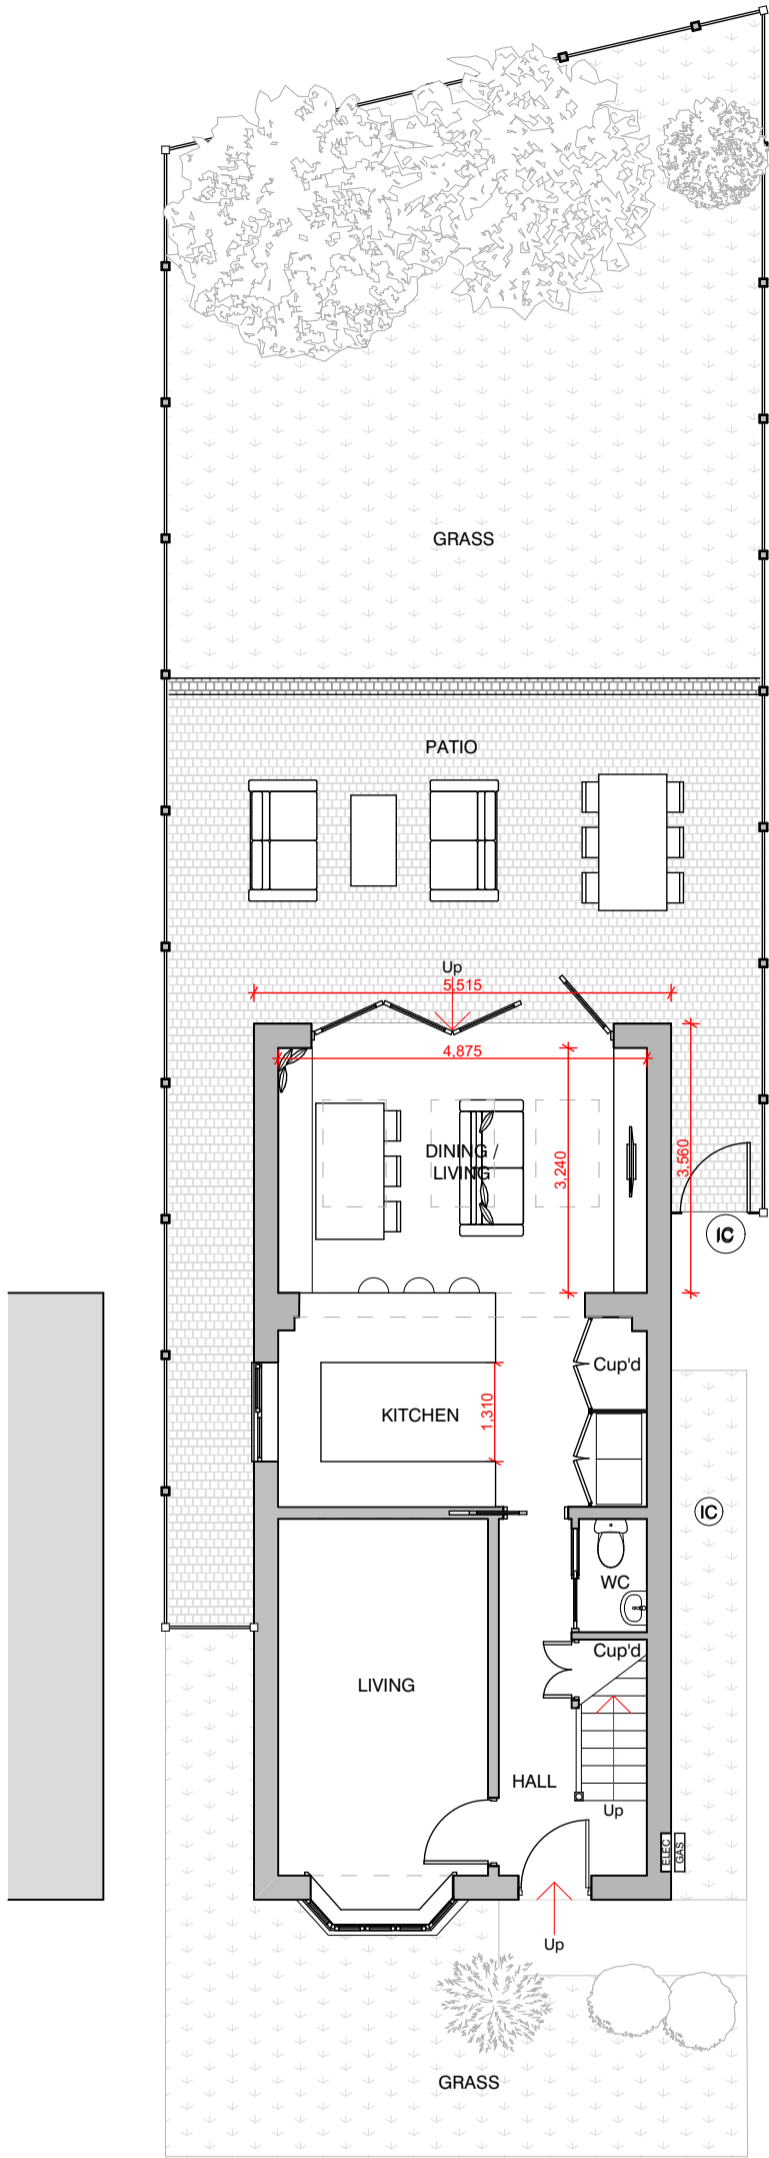 GRASS
PATIO
Up
5,515
4,875
DINING /
LIVING
3,240
3,560
IC
Cup'd
KITCHEN
1,310
IC
WC
Cup'd
LIVING
HALL
Up
ELEC
GAS
Up
GRASS